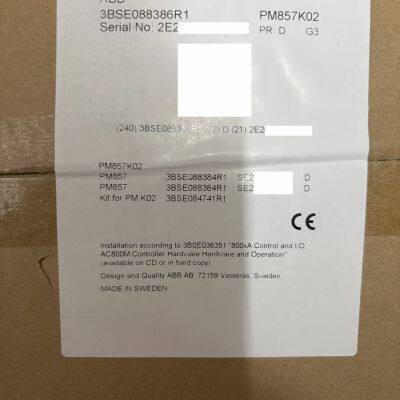 ABB
3BSE088386R1 PM857K02
Serial No: 2E2 PR: D G3
(240) 3BSE088 D (21) 2E2
PM857K02
PM857 3BSE088384R1 SE2 D
PM857 3BSE088384R1 SE2 D
Kit for PM K02 3BSE084741R1
CE
Installation according to 3BSE036351 "800xA Control and I/O,
AC800M Controller Hardware Hardware and Operation"
(available on CD or in hard copy)
Design and Quality ABB AB 72159 Vasteras, Sweden
MADE IN SWEDEN